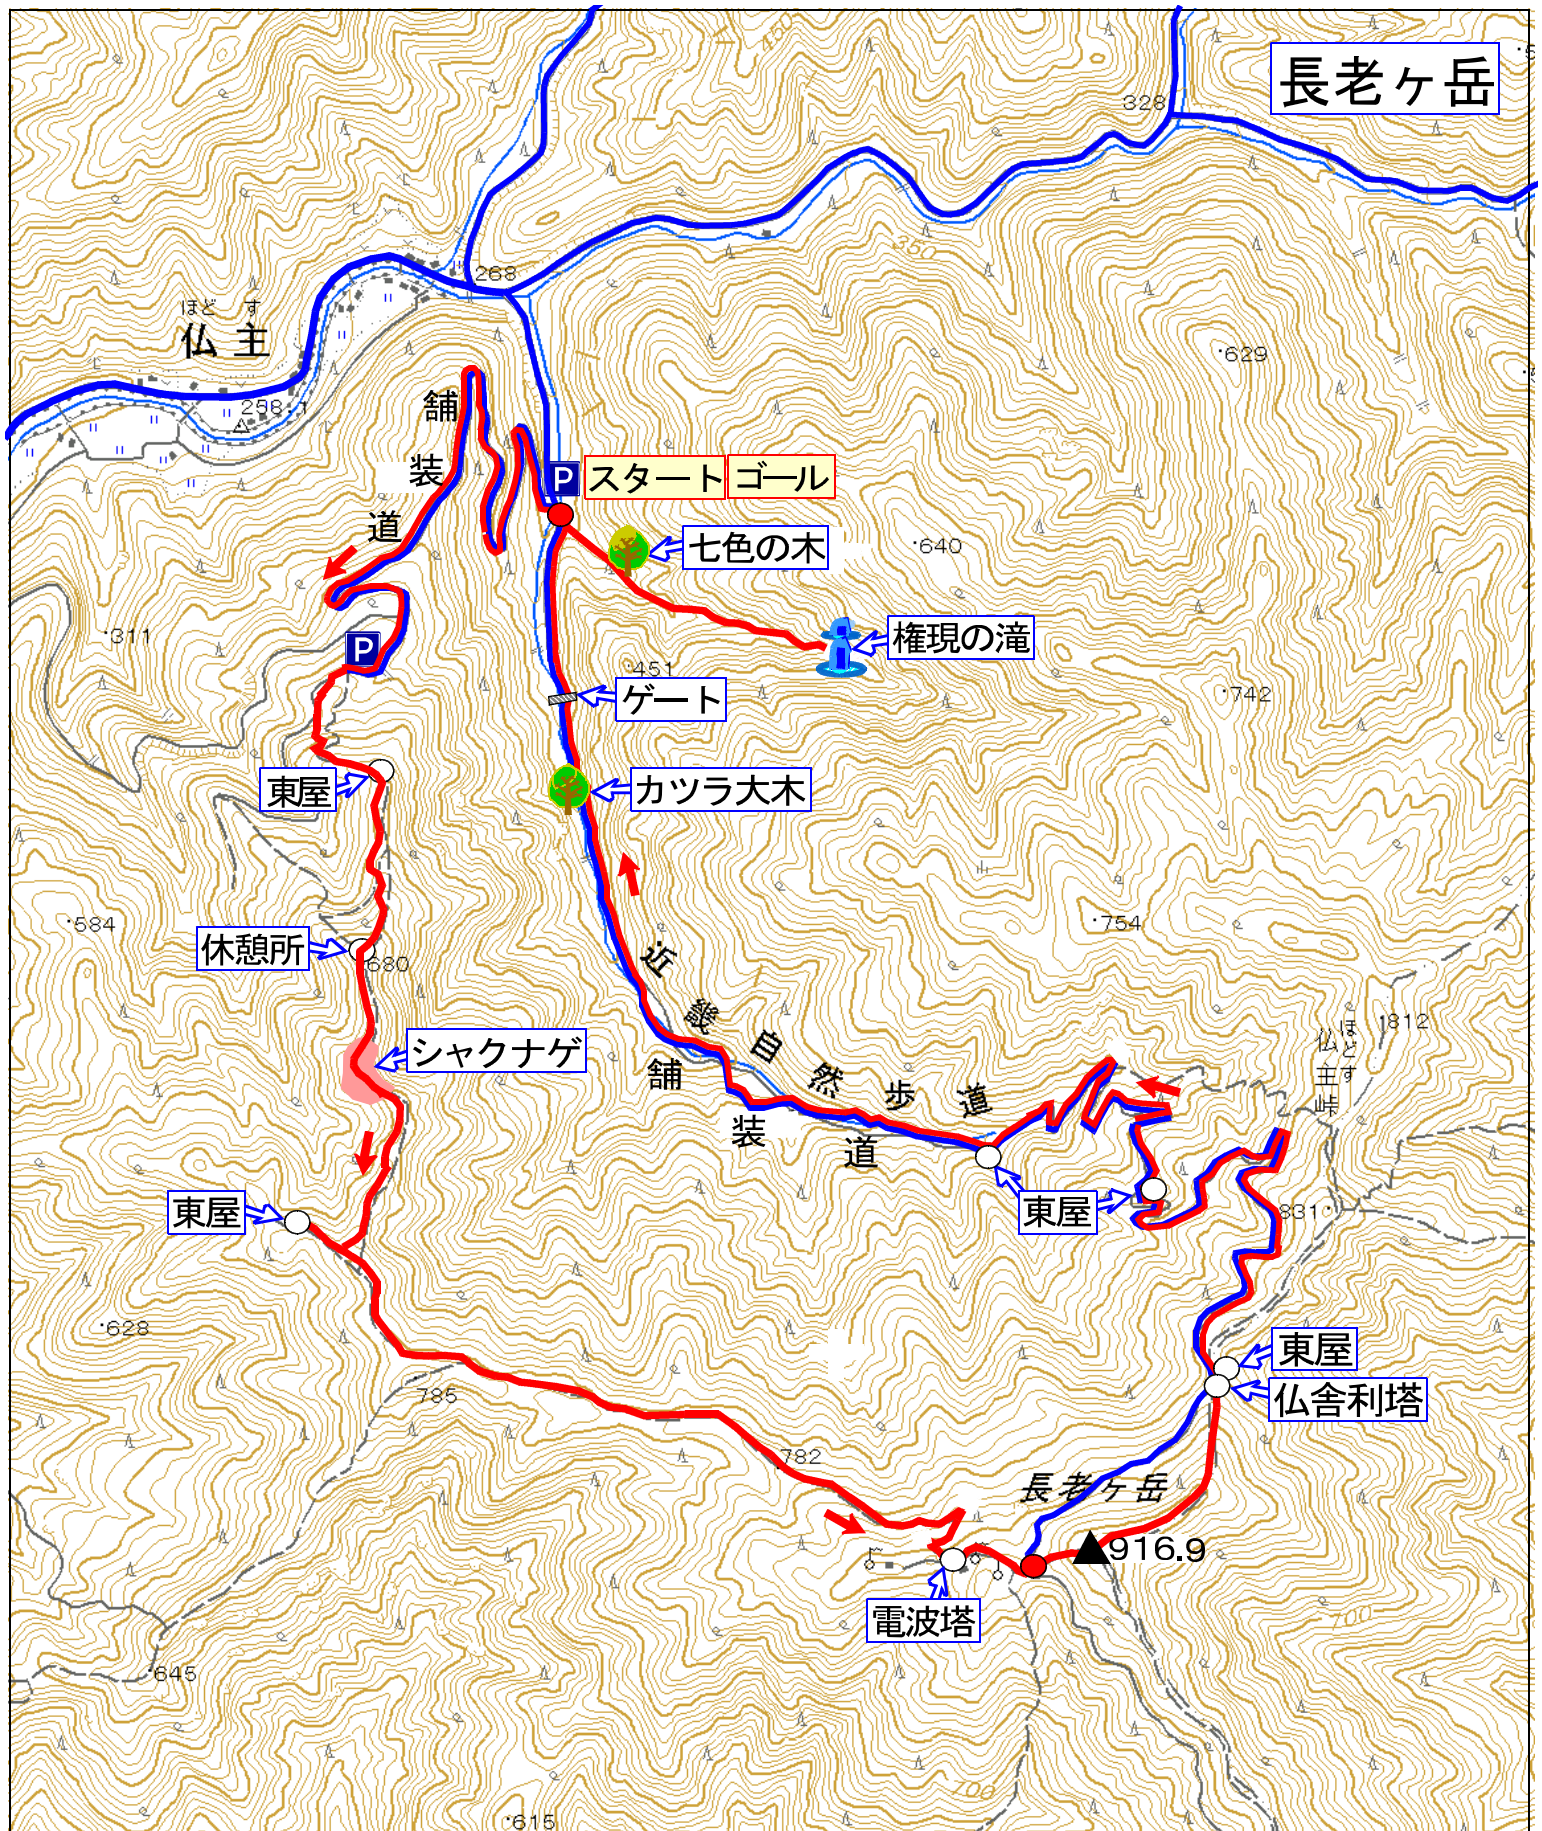 長老ヶ岳
450
328
350
268
ほどす
仏主
629
258.1
舗装道
P
スタート
ゴール
七色の木
640
311
権現の滝
P
451
ゲート
742
東屋
カツラ大木
584
754
休憩所
680
近畿自然歩道
812
ほどす
仏主峠
シャクナゲ
舗装道
東屋
東屋
831
628
東屋
785
仏舎利塔
782
長老ヶ岳
916.9
電波塔
700
645
700
615